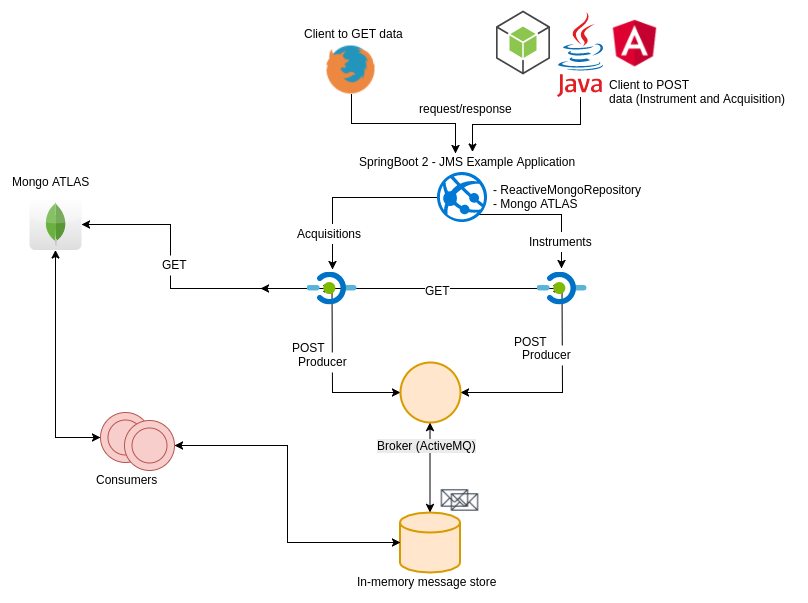 Client to GET data
Java
Client to POST
data (Instrument and Acquisition)
request/response
SpringBoot 2 - JMS Example Application
Mongo ATLAS
- ReactiveMongoRepository
- Mongo ATLAS
Acquisitions
Instruments
GET
GET
POST
Producer
POST
Producer
Broker (ActiveMQ)
Consumers
In-memory message store